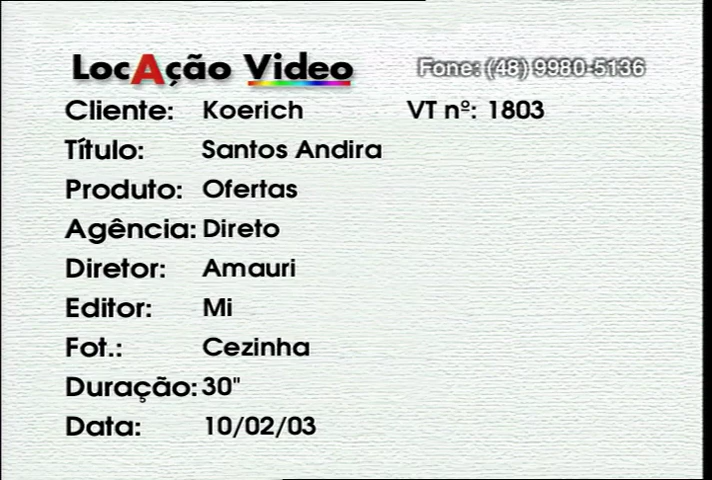 LocAção Video Fone: (48) 9980-5136
Cliente: Koerich VT nº: 1803
Título: Santos Andira
Produto: Ofertas
Agência: Direto
Diretor: Amauri
Editor: Mi
Fot.: Cezinha
Duração: 30"
Data: 10/02/03